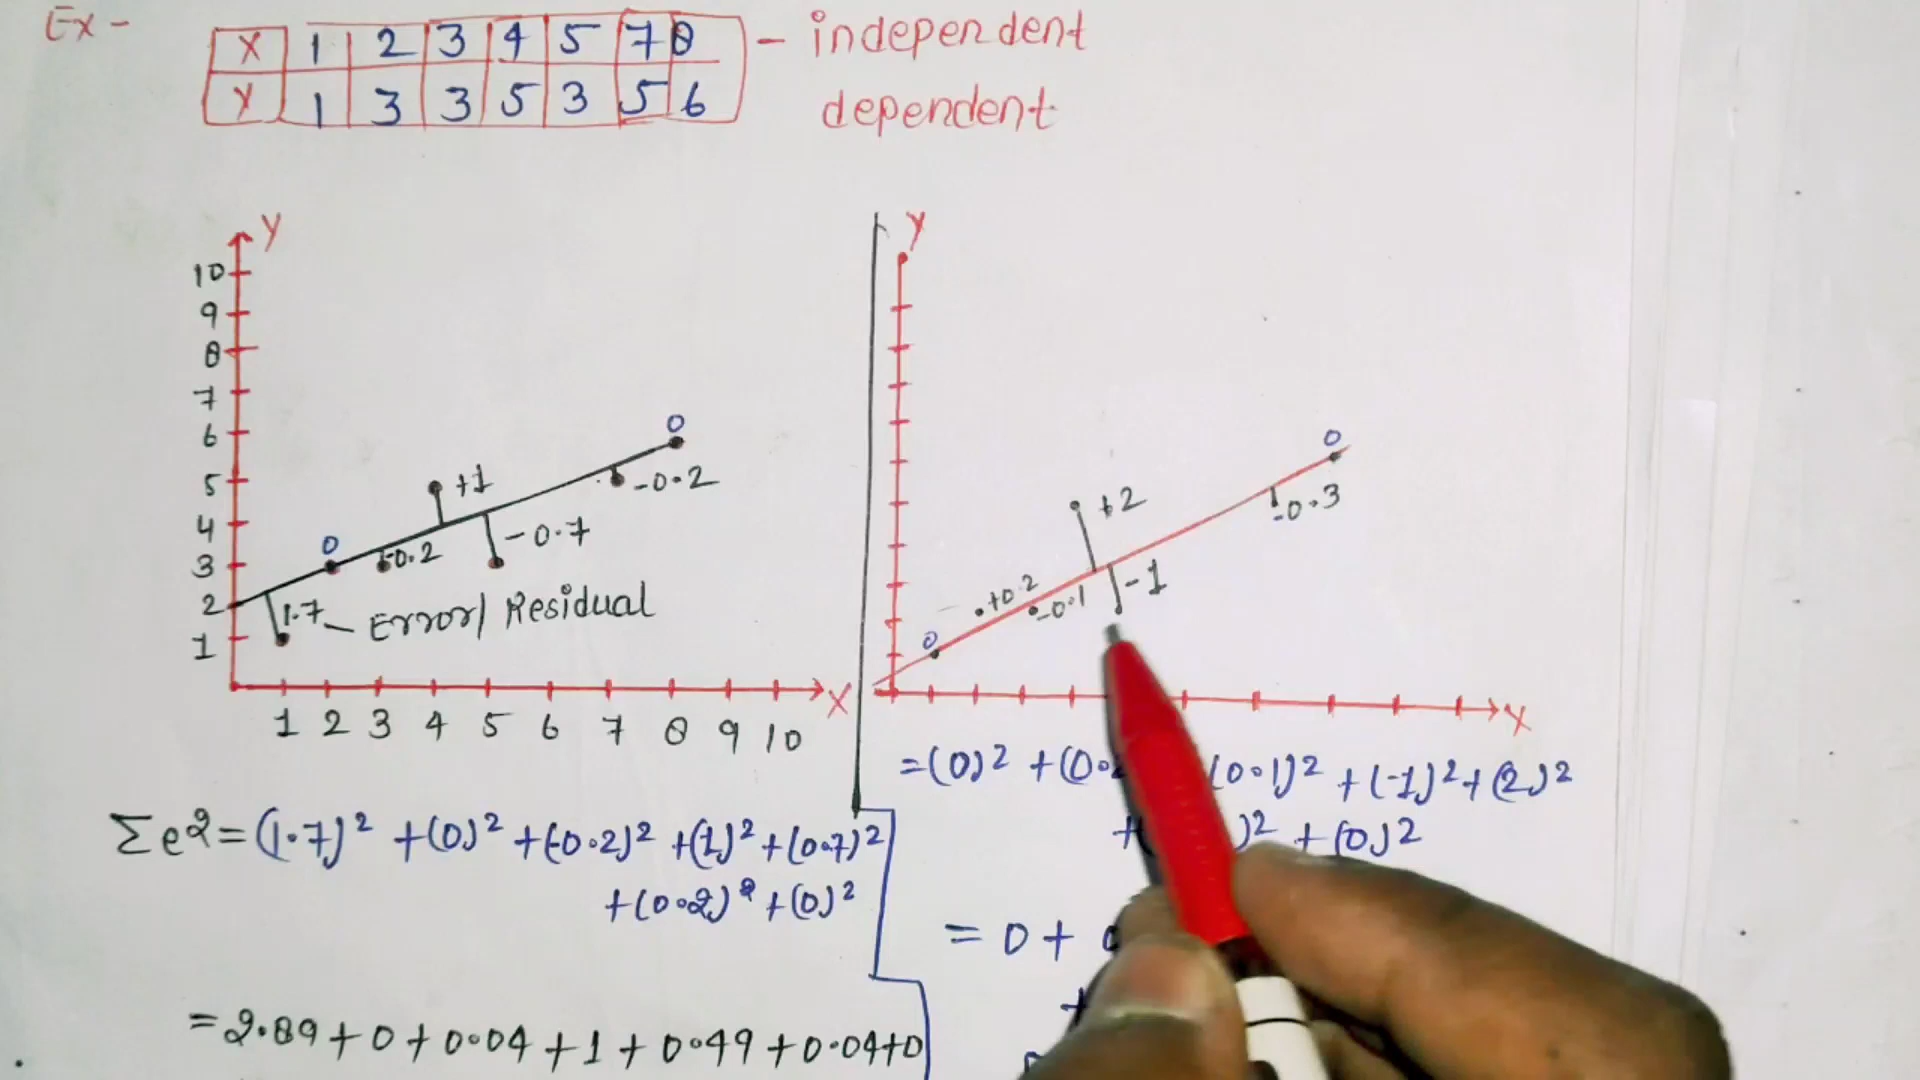 Ex -
X 1 2 3 4 5 7 8 - independent
Y 1 3 3 5 3 5 6 dependent
Y
10
9
8
7
6
5
4
3
2
1
0
+1
-0.2
0
-0.2
-0.7
1.7 - Error/ Residual
1 2 3 4 5 6 7 8 9 10 X
Y
0
+2
-0.3
+0.2
-0.1
-1
0
X
Σe2 = (1.7)² + (0)² + (-0.2)² + (1)² + (0.7)²
+ (0.2)² + (0)²
= 2.89 + 0 + 0.04 + 1 + 0.49 + 0.04 + 0
= (0)² + (0. (0.1)² + (-1)² + (2)²
+( )² + (0)²
= 0 +
+